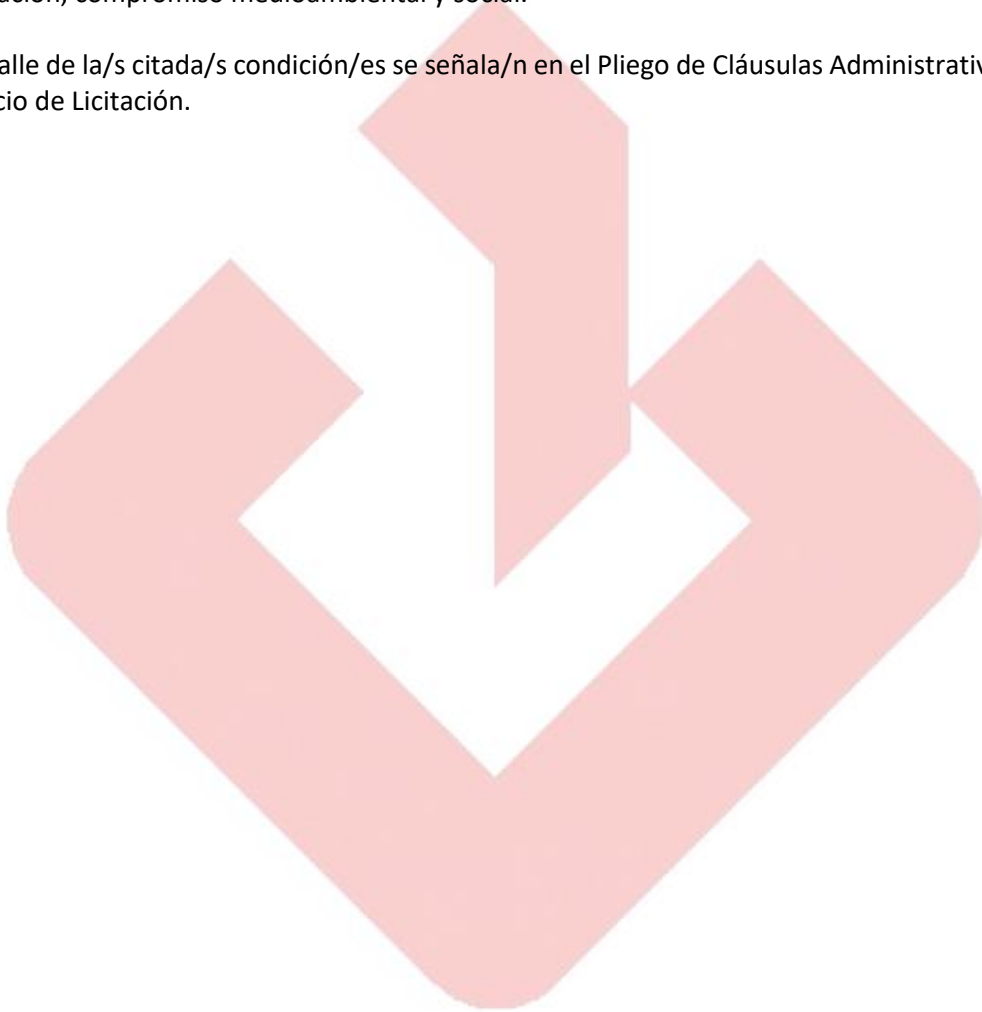 compromiso medioambiental y social.
alle de la/s citada/s condición/es se señala/n en el Pliego de Cláusulas Administrativ
cio de Licitación.